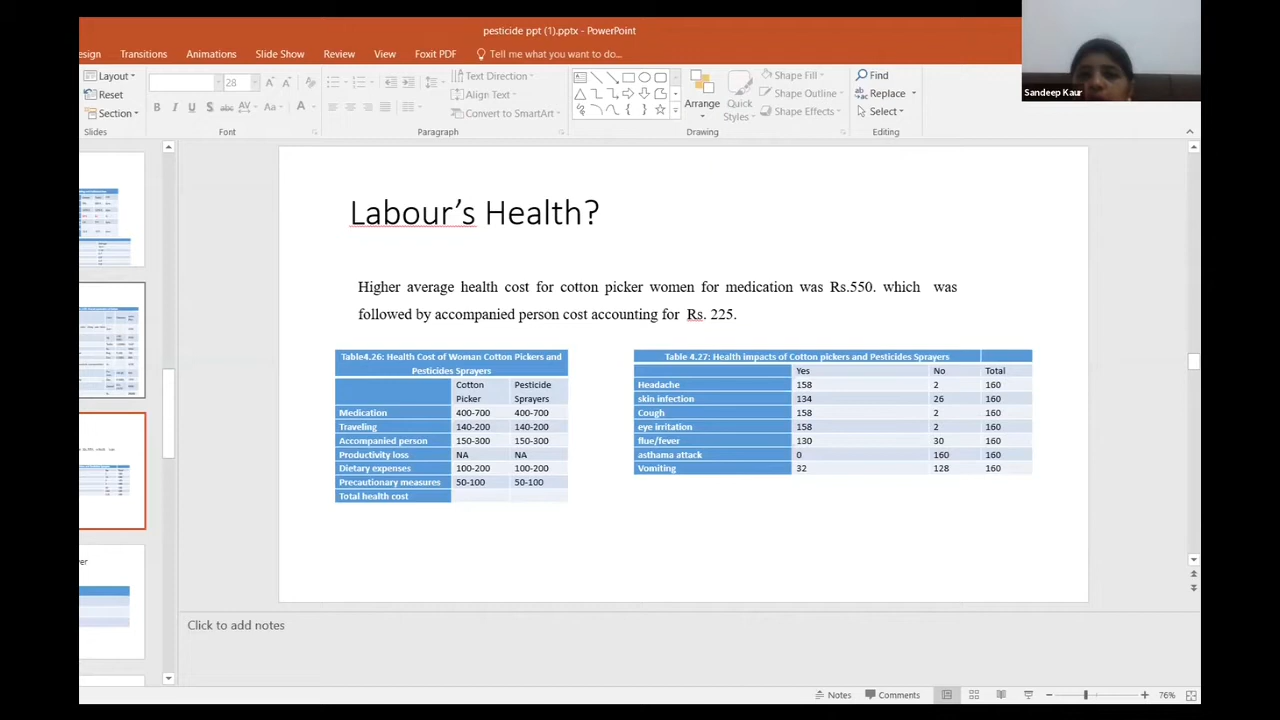 pesticide ppt (1).pptx - PowerPoint
esign Transitions Animations Slide Show Review View Foxit PDF Tell me what you want to do...
Layout
Reset
Section
Slides
28
B I U S abc AV Aa A
Font
Text Direction
Align Text
Convert to SmartArt
Paragraph
Arrange
Quick
Styles
Shape Fill
Shape Outline
Shape Effects
Drawing
Find
Replace
Select
Editing
Sandeep Kaur
Labour's Health?
Higher average health cost for cotton picker women for medication was Rs.550. which was
followed by accompanied person cost accounting for Rs. 225.
Table4.26: Health Cost of Woman Cotton Pickers and
Pesticides Sprayers
Cotton Pesticide
Picker Sprayers
Medication 400-700 400-700
Traveling 140-200 140-200
Accompanied person 150-300 150-300
Productivity loss NA NA
Dietary expenses 100-200 100-200
Precautionary measures 50-100 50-100
Total health cost
Table 4.27: Health impacts of Cotton pickers and Pesticides Sprayers
Yes No Total
Headache 158 2 160
skin infection 134 26 160
Cough 158 2 160
eye irritation 158 2 160
flue/fever 130 30 160
asthama attack 0 160 160
Vomiting 32 128 160
Click to add notes
Notes Comments 76%